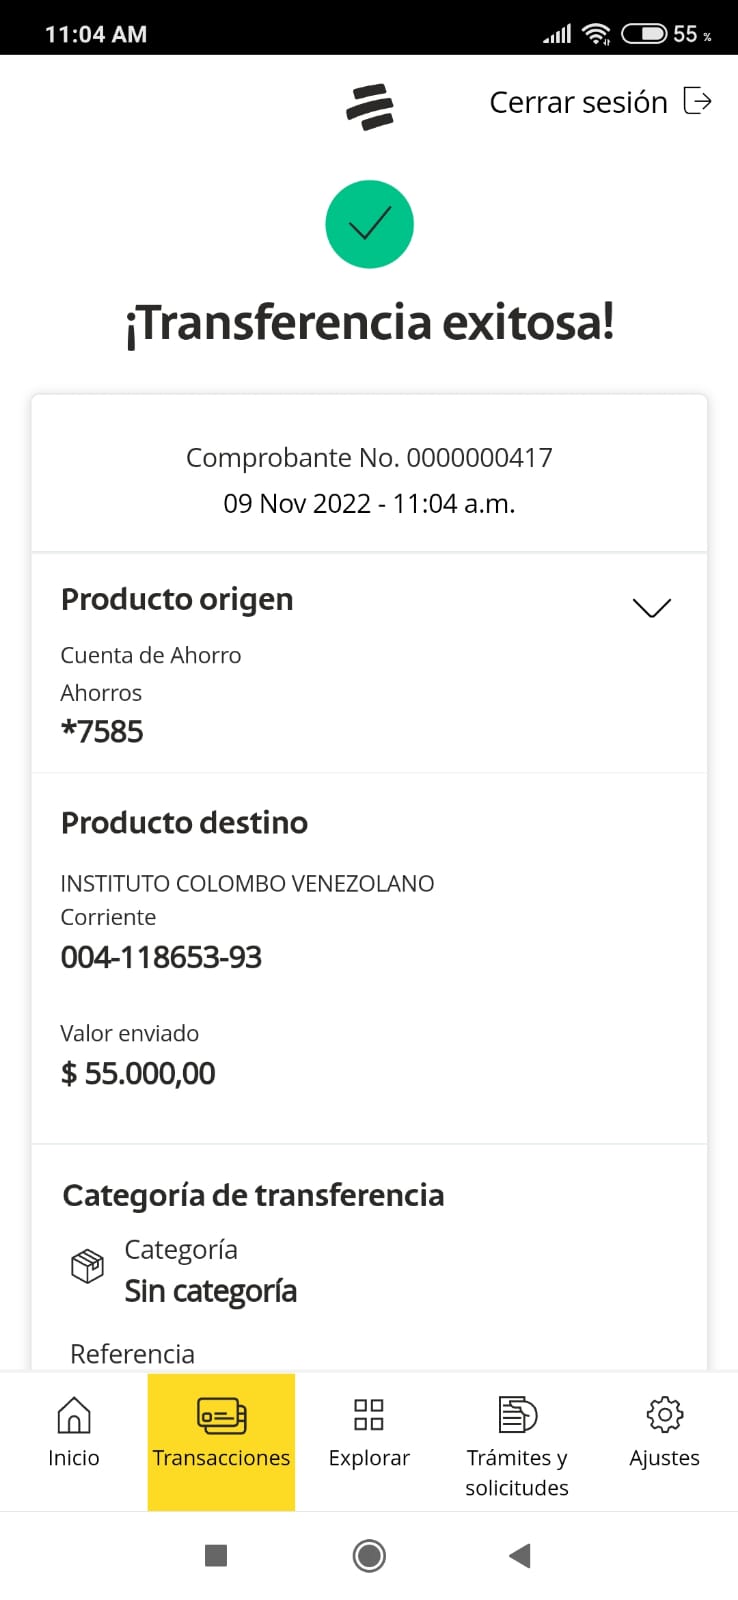 11:04 AM
55 %
Cerrar sesión
¡Transferencia exitosa!
Comprobante No. 0000000417
09 Nov 2022 - 11:04 a.m.
Producto origen
Cuenta de Ahorro
Ahorros
*7585
Producto destino
INSTITUTO COLOMBO VENEZOLANO
Corriente
004-118653-93
Valor enviado
$ 55.000,00
Categoría de transferencia
Categoría
Sin categoría
Referencia
Inicio
Transacciones
Explorar
Trámites y
solicitudes
Ajustes